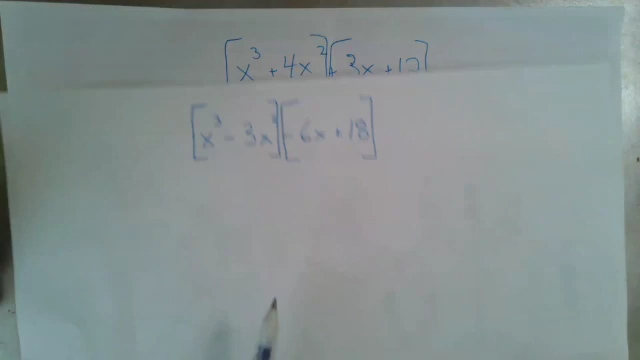 [x³ + 4x²][+ 3x + 12]
[x³ - 3x²][-6x + 18]